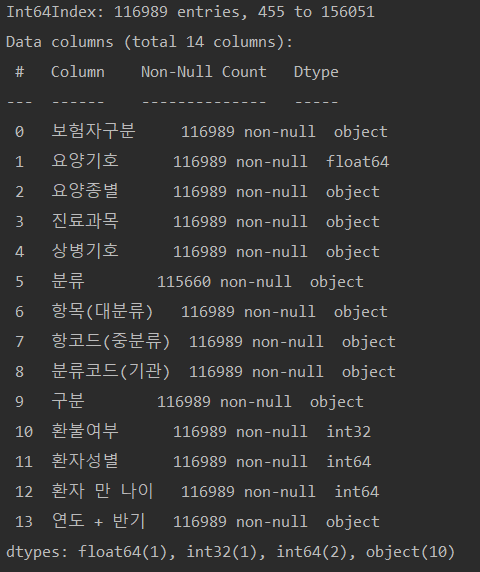 Int64Index: 116989 entries, 455 to 156051
Data columns (total 14 columns):
 #   Column    Non-Null Count   Dtype
---  ------    --------------   -----
 0   보험자구분     116989 non-null  object
 1   요양기호      116989 non-null  float64
 2   요양종별      116989 non-null  object
 3   진료과목      116989 non-null  object
 4   상병기호      116989 non-null  object
 5   분류        115660 non-null  object
 6   항목(대분류)   116989 non-null  object
 7   항코드(중분류)  116989 non-null  object
 8   분류코드(기관)  116989 non-null  object
 9   구분        116989 non-null  object
 10  환불여부      116989 non-null  int32
 11  환자성별      116989 non-null  int64
 12  환자 만 나이   116989 non-null  int64
 13  연도 + 반기   116989 non-null  object
dtypes: float64(1), int32(1), int64(2), object(10)